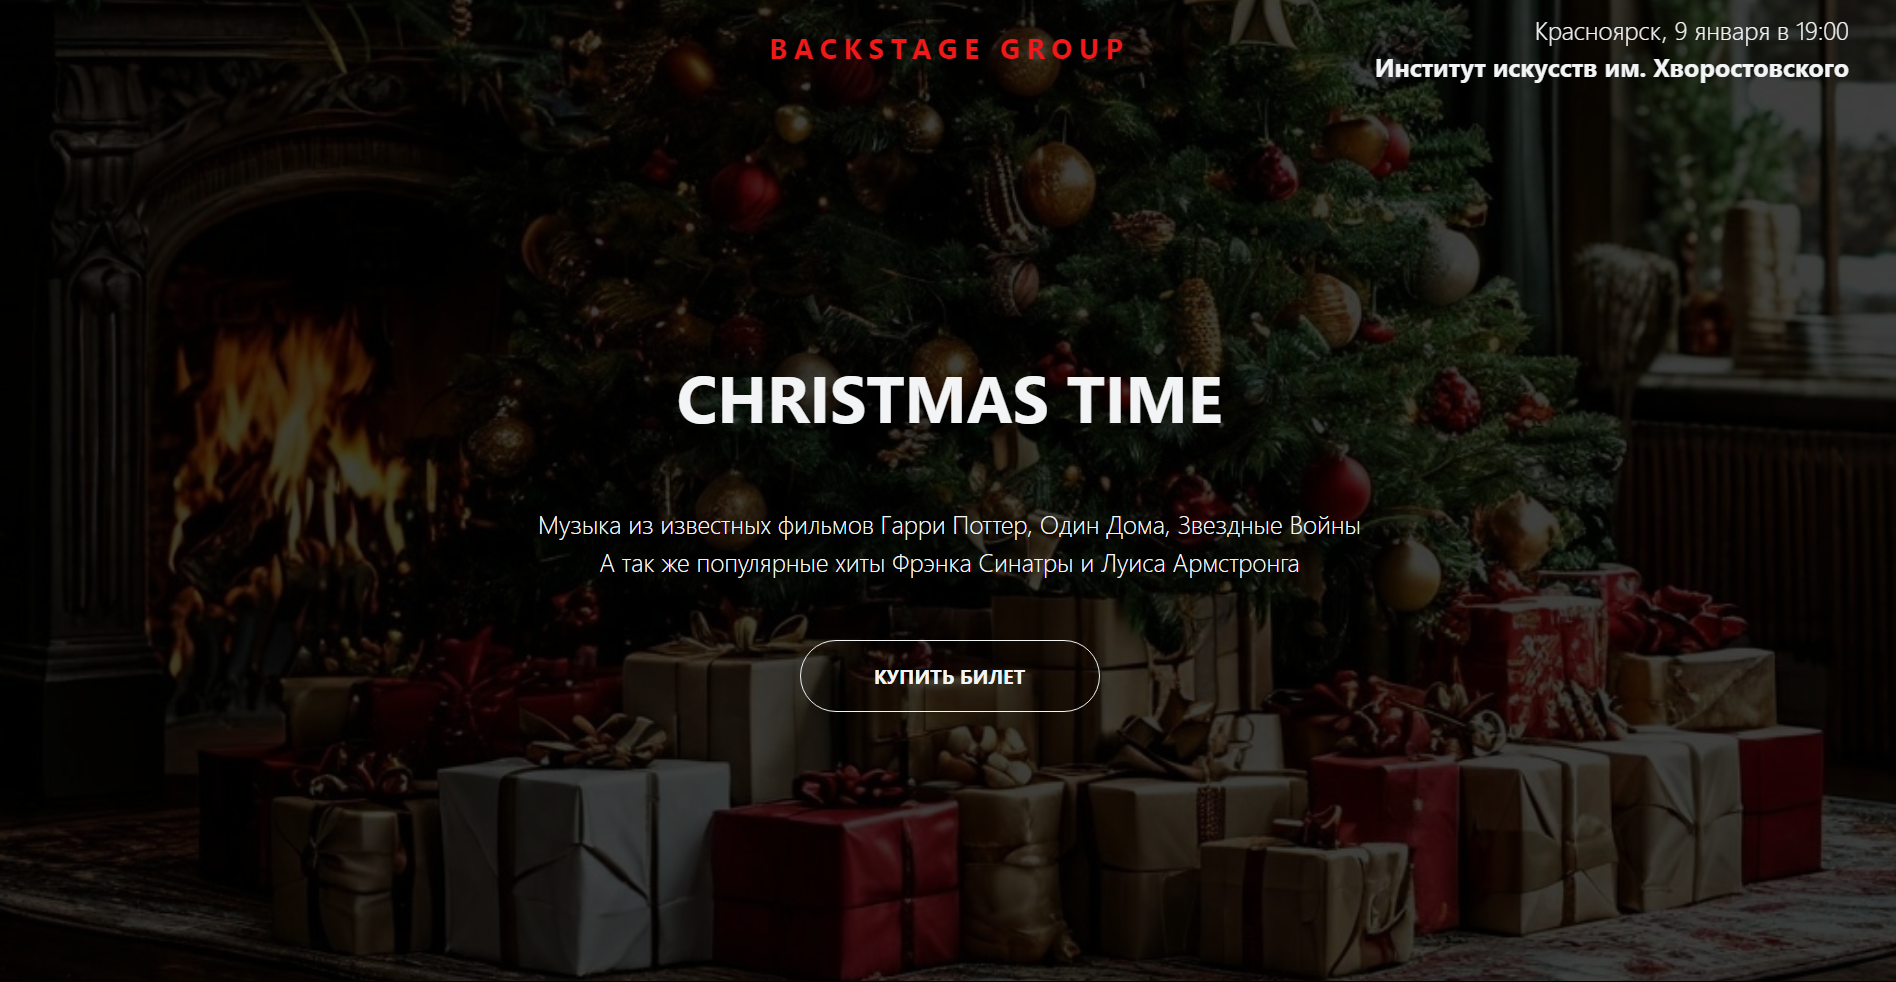 BACKSTAGE GROUP
Красноярск, 9 января в 19:00
Институт искусств им. Хворостовского
CHRISTMAS TIME
Музыка из известных фильмов Гарри Поттер, Один Дома, Звездные Войны
А так же популярные хиты Фрэнка Синатры и Луиса Армстронга
КУПИТЬ БИЛЕТ